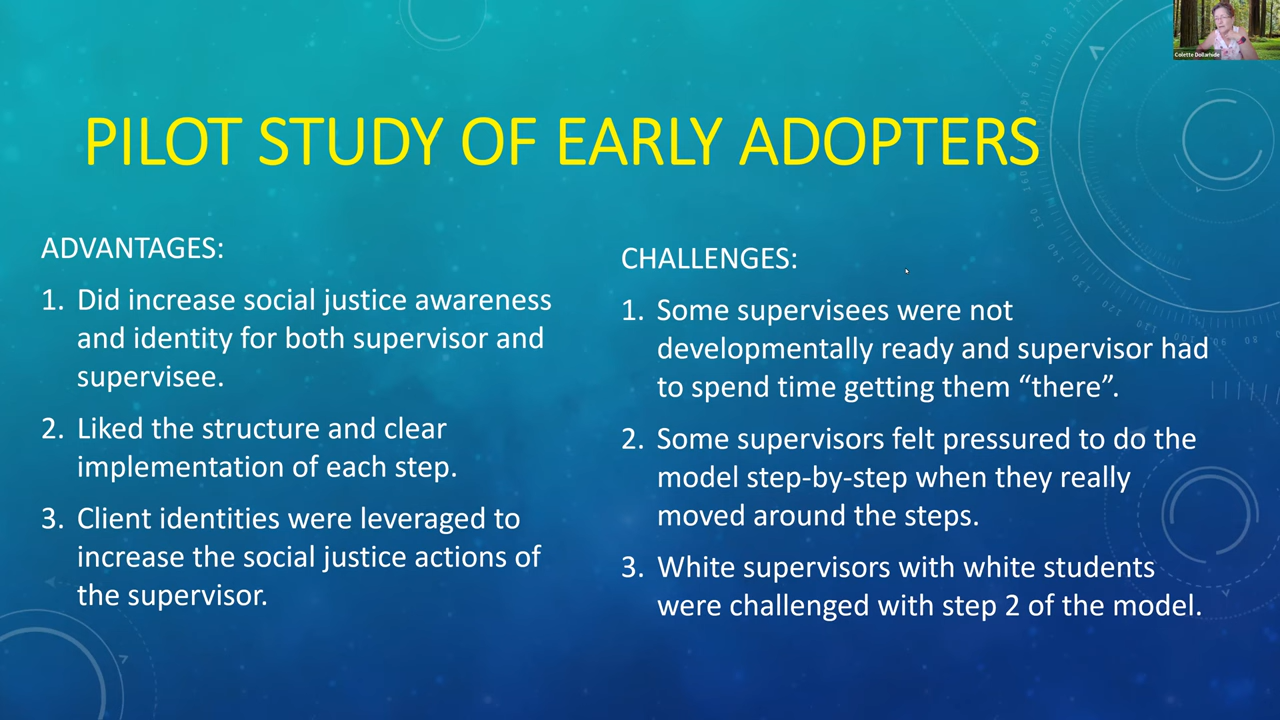 Colette Dollarhide
PILOT STUDY OF EARLY ADOPTERS
ADVANTAGES:
1. Did increase social justice awareness
and identity for both supervisor and
supervisee.
2. Liked the structure and clear
implementation of each step.
3. Client identities were leveraged to
increase the social justice actions of
the supervisor.
CHALLENGES:
1. Some supervisees were not
developmentally ready and supervisor had
to spend time getting them “there”.
2. Some supervisors felt pressured to do the
model step-by-step when they really
moved around the steps.
3. White supervisors with white students
were challenged with step 2 of the model.